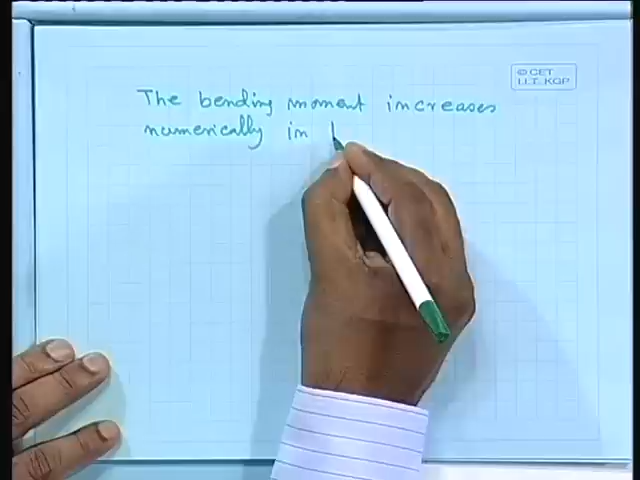 © CET
I.I.T. KGP
The bending moment increases
numerically in